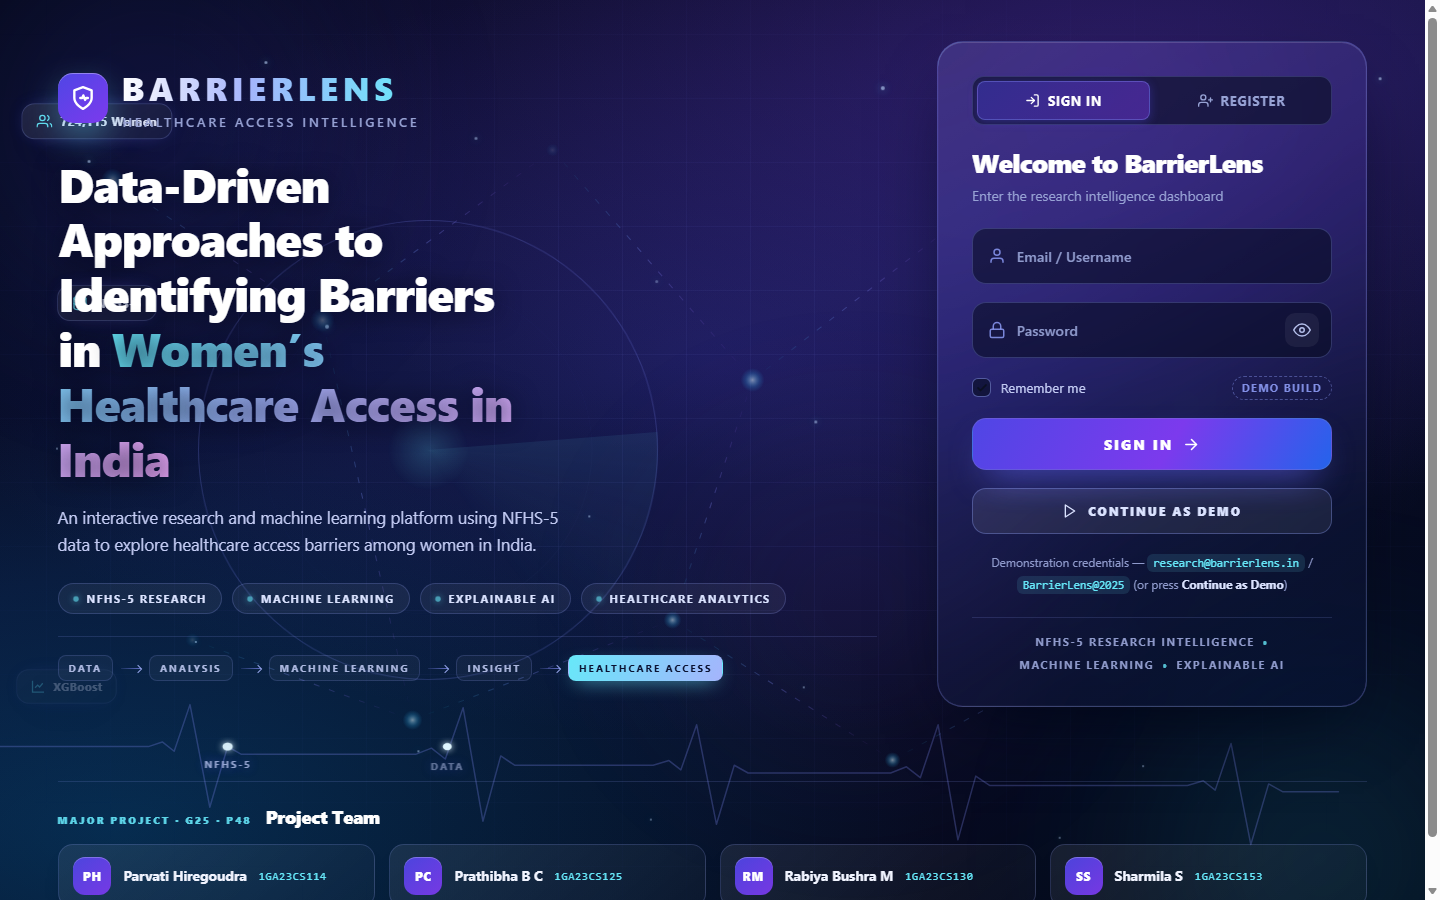 BARRIERLENS
HEALTHCARE ACCESS INTELLIGENCE
Women
Data-Driven
Approaches to
Identifying Barriers
in Women's
Healthcare Access in
India
An interactive research and machine learning platform using NFHS-5
data to explore healthcare access barriers among women in India.
NFHS-5 RESEARCH
MACHINE LEARNING
EXPLAINABLE AI
HEALTHCARE ANALYTICS
DATA
ANALYSIS
MACHINE LEARNING
INSIGHT
HEALTHCARE ACCESS
XGBoost
NFHS-5
DATA
SIGN IN
REGISTER
Welcome to BarrierLens
Enter the research intelligence dashboard
Email / Username
Password
Remember me
DEMO BUILD
SIGN IN
CONTINUE AS DEMO
Demonstration credentials — research@barrierlens.in /
BarrierLens@2025 (or press Continue as Demo)
NFHS-5 RESEARCH INTELLIGENCE •
MACHINE LEARNING • EXPLAINABLE AI
MAJOR PROJECT · G25 · P48 Project Team
PH Parvati Hiregoudra 1GA23CS114
PC Prathibha B C 1GA23CS125
RM Rabiya Bushra M 1GA23CS130
SS Sharmila S 1GA23CS153